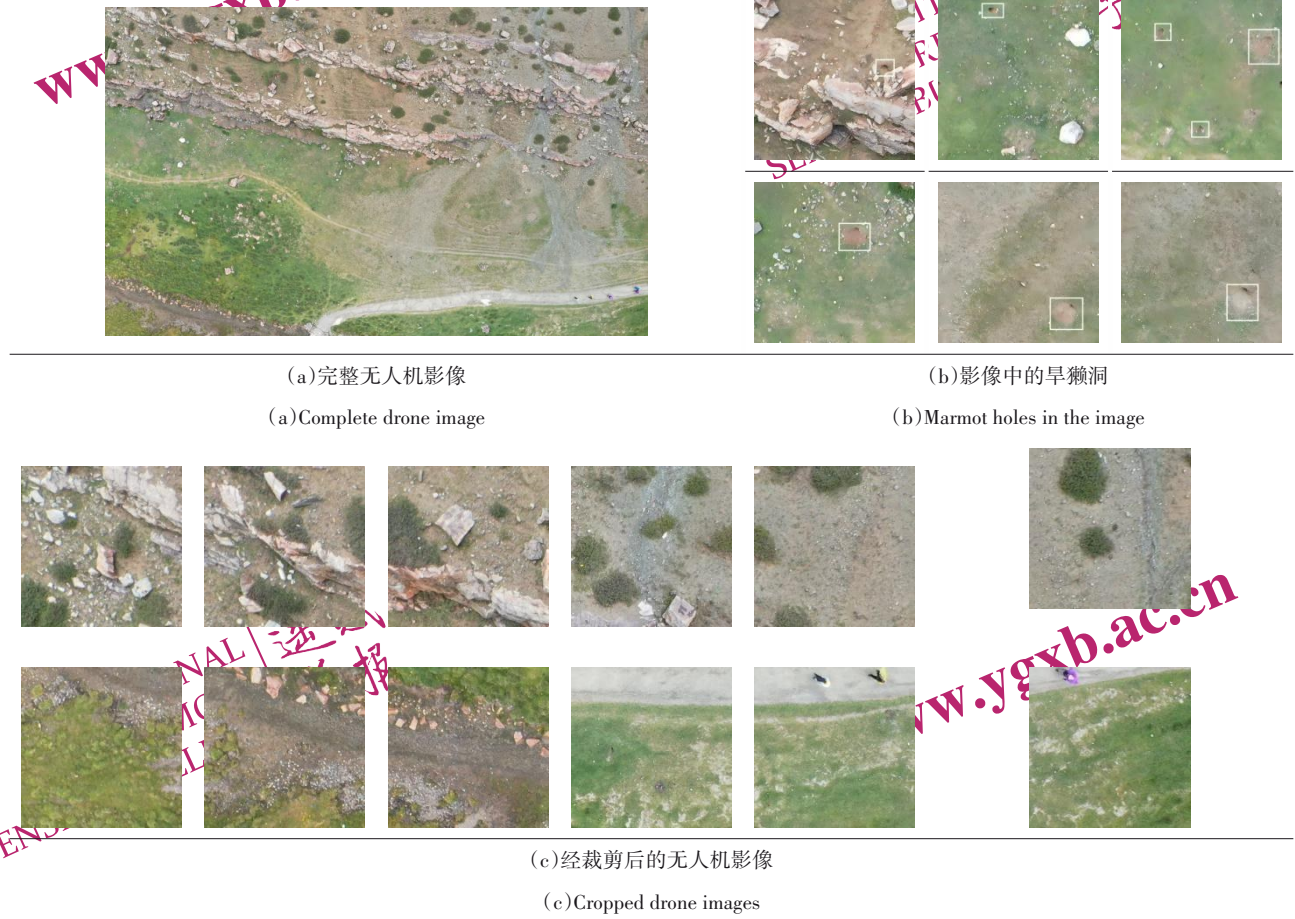 (a)完整无人机影像
(a)Complete drone image
(b)影像中的旱獭洞
(b)Marmot holes in the image
www.ygxb.ac.cn
(c)经裁剪后的无人机影像
(c)Cropped drone images